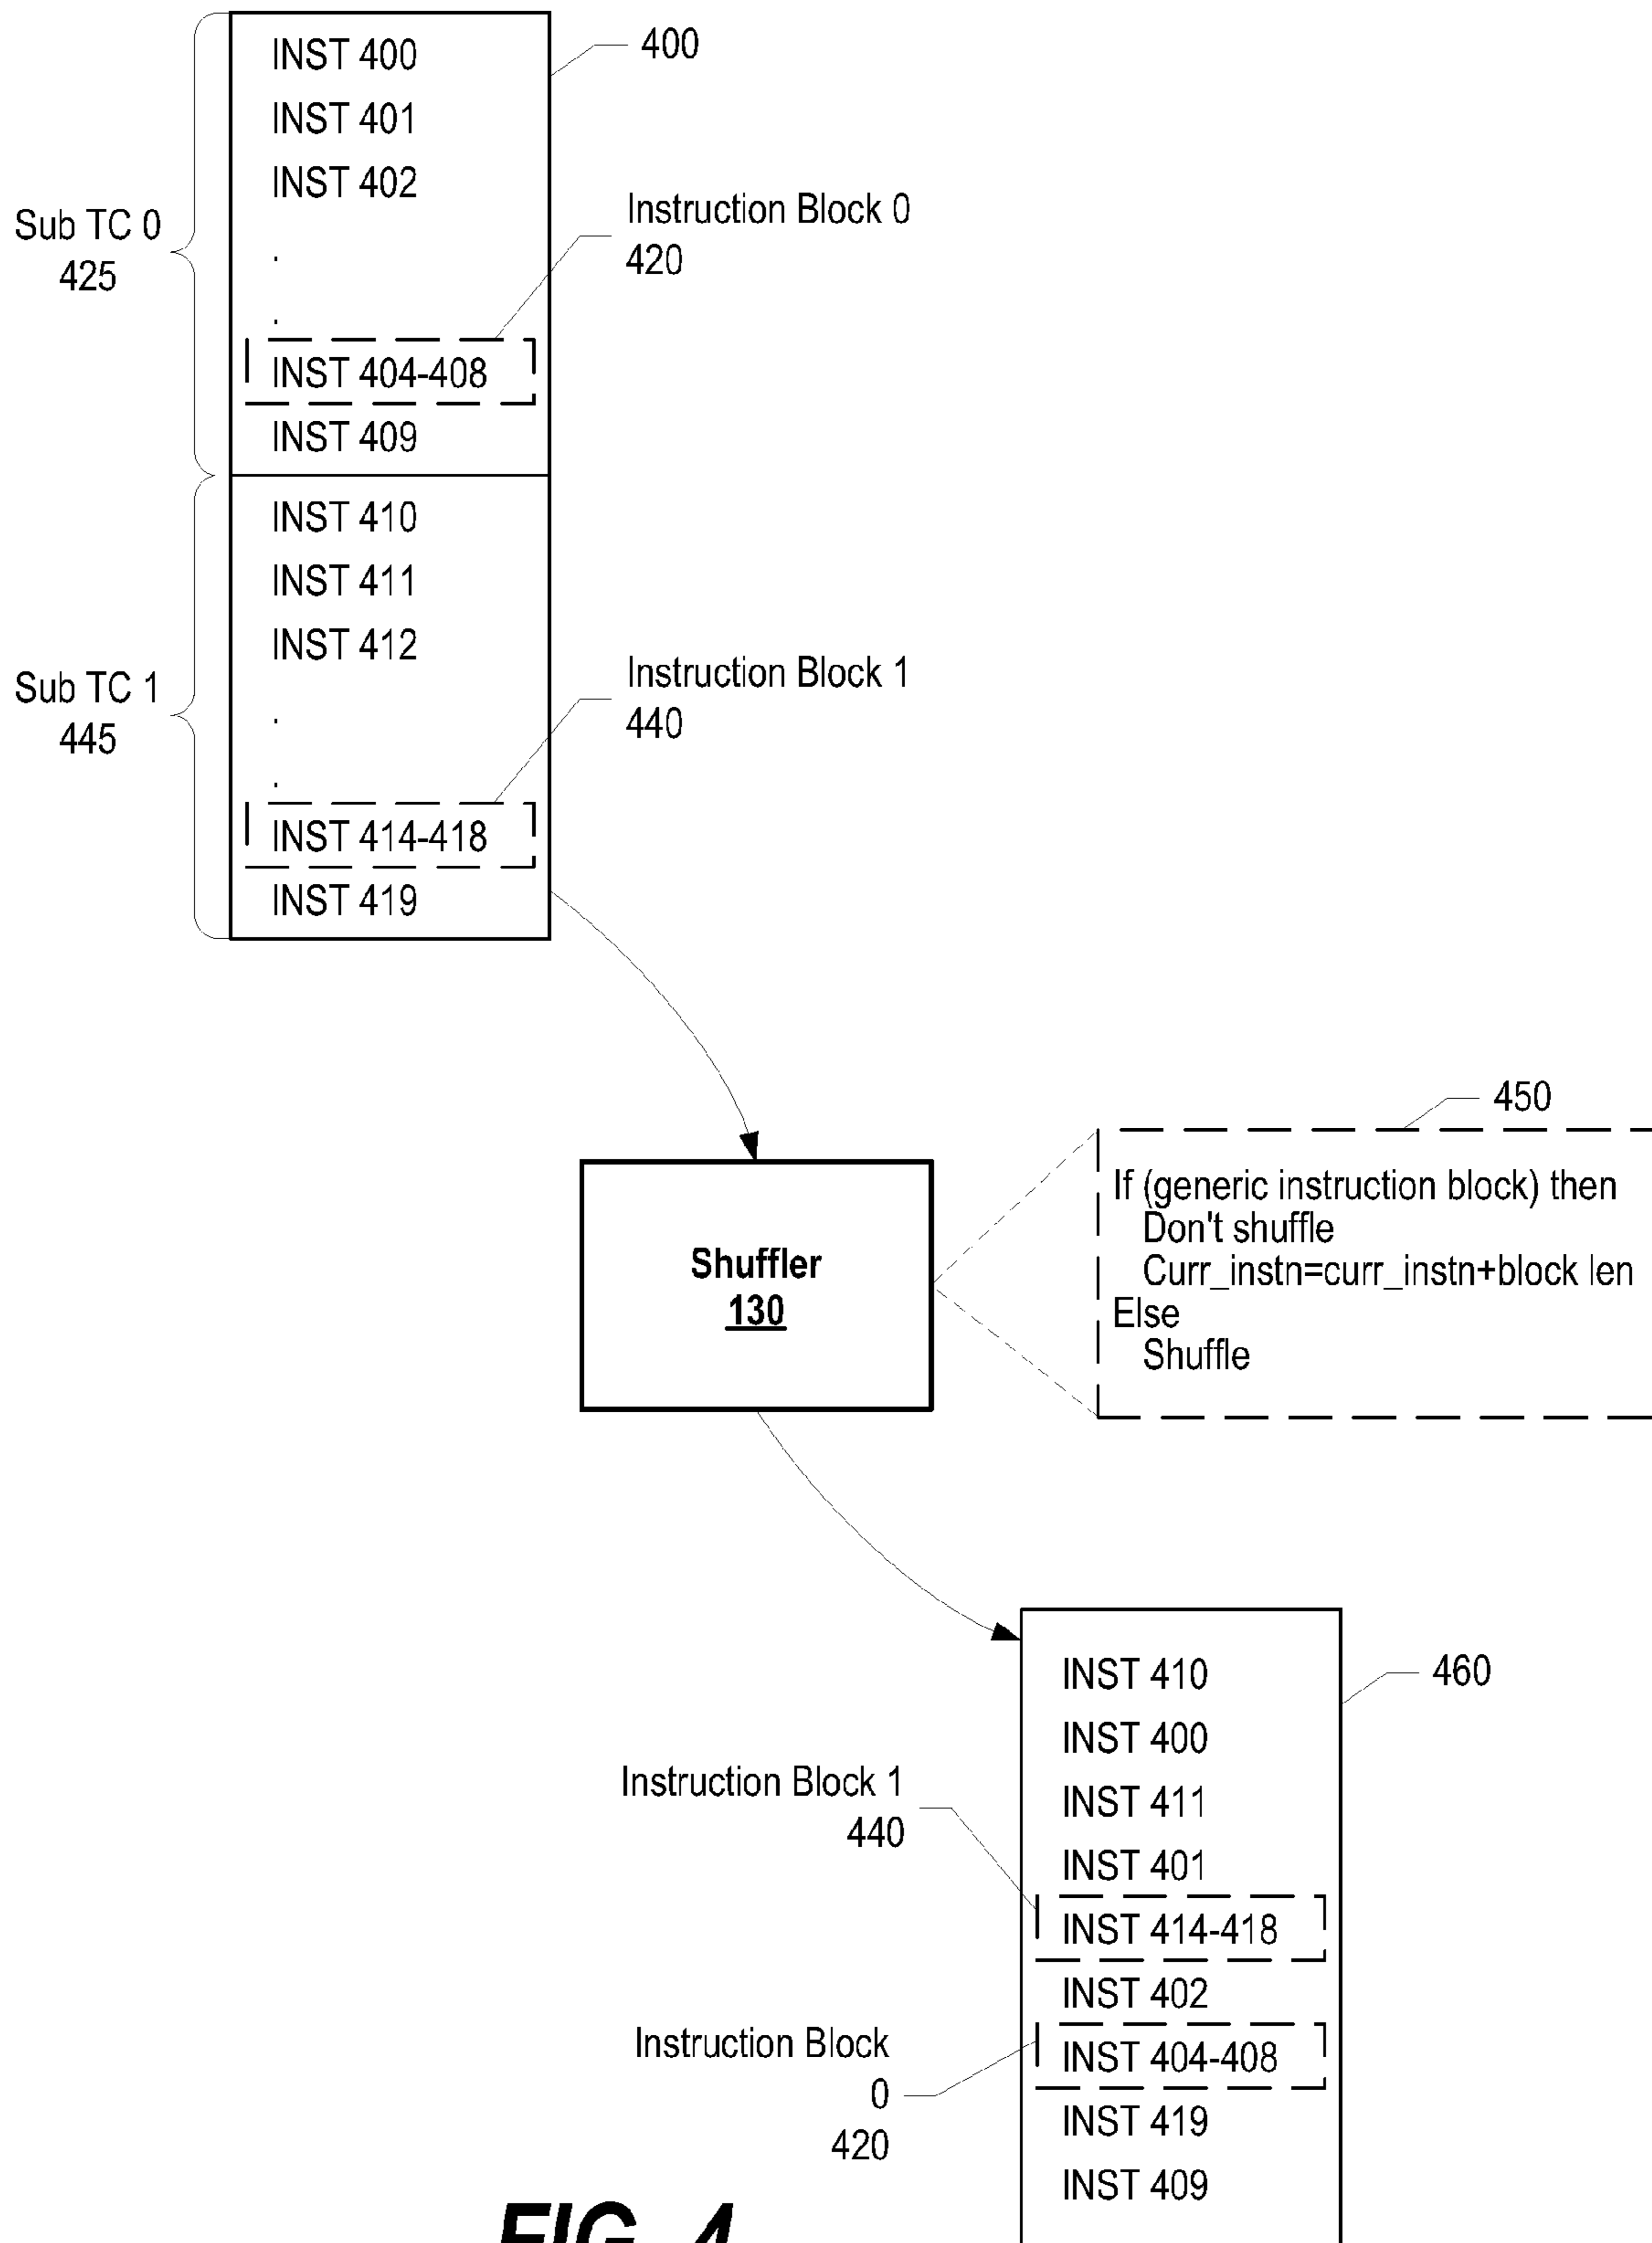 INST 400
400
INST 401
INST 402
Sub TC 0
425
Instruction Block 0
420
.
.
INST 404-408
INST 409
INST 410
INST 411
INST 412
Sub TC 1
445
Instruction Block 1
440
.
.
INST 414-418
INST 419
450
If (generic instruction block) then
Don't shuffle
Curr_instn=curr_instn+block len
Else
Shuffle
Shuffler
130
INST 410
460
INST 400
Instruction Block 1
440
INST 411
INST 401
INST 414-418
INST 402
Instruction Block
0
420
INST 404-408
INST 419
INST 409
FIG. 4